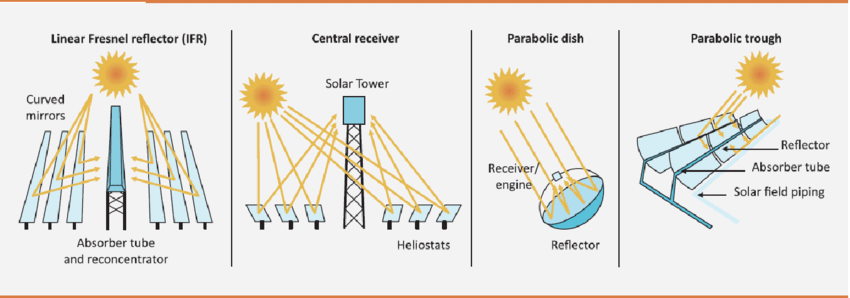 Linear Fresnel reflector (IFR)
Curved
mirrors
Absorber tube
and reconcentrator
Central receiver
Solar Tower
Heliostats
Parabolic dish
Receiver/
engine
Reflector
Parabolic trough
Reflector
Absorber tube
Solar field piping